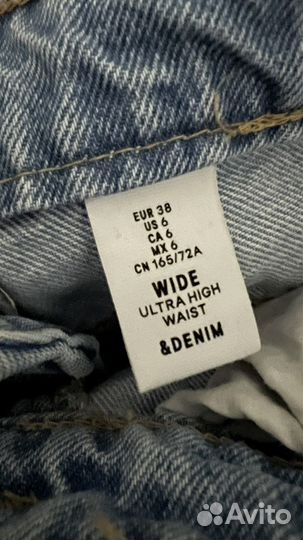 EUR 38
US 6
CA 6
MX 6
CN 165/72A
WIDE
ULTRA HIGH
WAIST
&DENIM
Avito